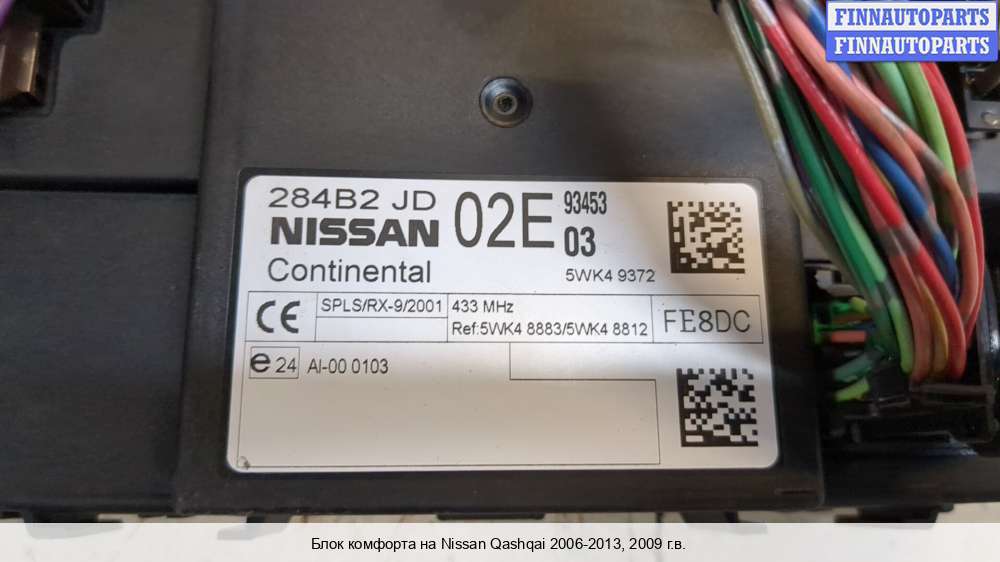 FINNAUTOPARTS
FINNAUTOPARTS
284B2 JD
NISSAN
02E
93453
03
Continental
5WK4 9372
CE
SPLS/RX-9/2001
433 MHz
Ref:5WK4 8883/5WK4 8812
FE8DC
e 24
AI-00 0103
Блок комфорта на Nissan Qashqai 2006-2013, 2009 г.в.